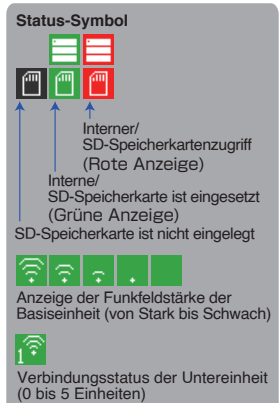 Status-Symbol
Interner/
SD-Speicherkartenzugriff
(Rote Anzeige)
Interne/
SD-Speicherkarte ist eingesetzt
(Grüne Anzeige)
SD-Speicherkarte ist nicht eingelegt
Anzeige der Funkfeldstärke der
Basiseinheit (von Stark bis Schwach)
1
Verbindungsstatus der Untereinheit
(0 bis 5 Einheiten)